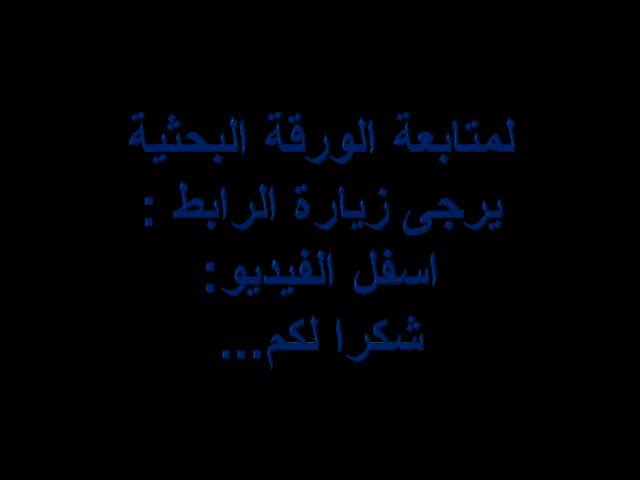 لمتابعة الورقة البحثية
يرجى زيارة الرابط :
اسفل الفيديو:
شكرا لكم...